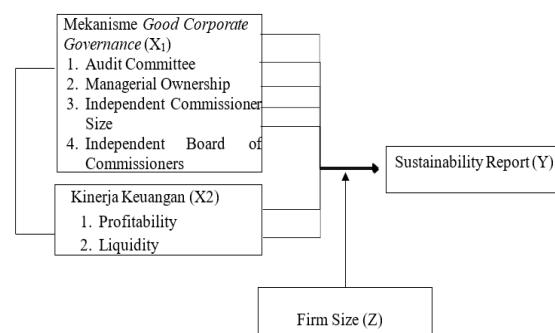 Mekanisme Good Corporate
Governance (X₁)
1. Audit Committee
2. Managerial Ownership
3. Independent Commissioner
Size
4. Independent Board of
Commissioners
Sustainability Report (Y)
Kinerja Keuangan (X2)
1. Profitability
2. Liquidity
Firm Size (Z)